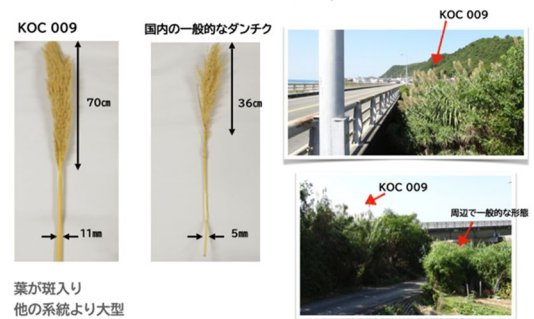 KOC 009
国内の一般的なダンチク
KOC 009
70㎝
36㎝
11㎜
5㎜
KOC 009
周辺で一般的な形態
葉が斑入り
他の系統より大型